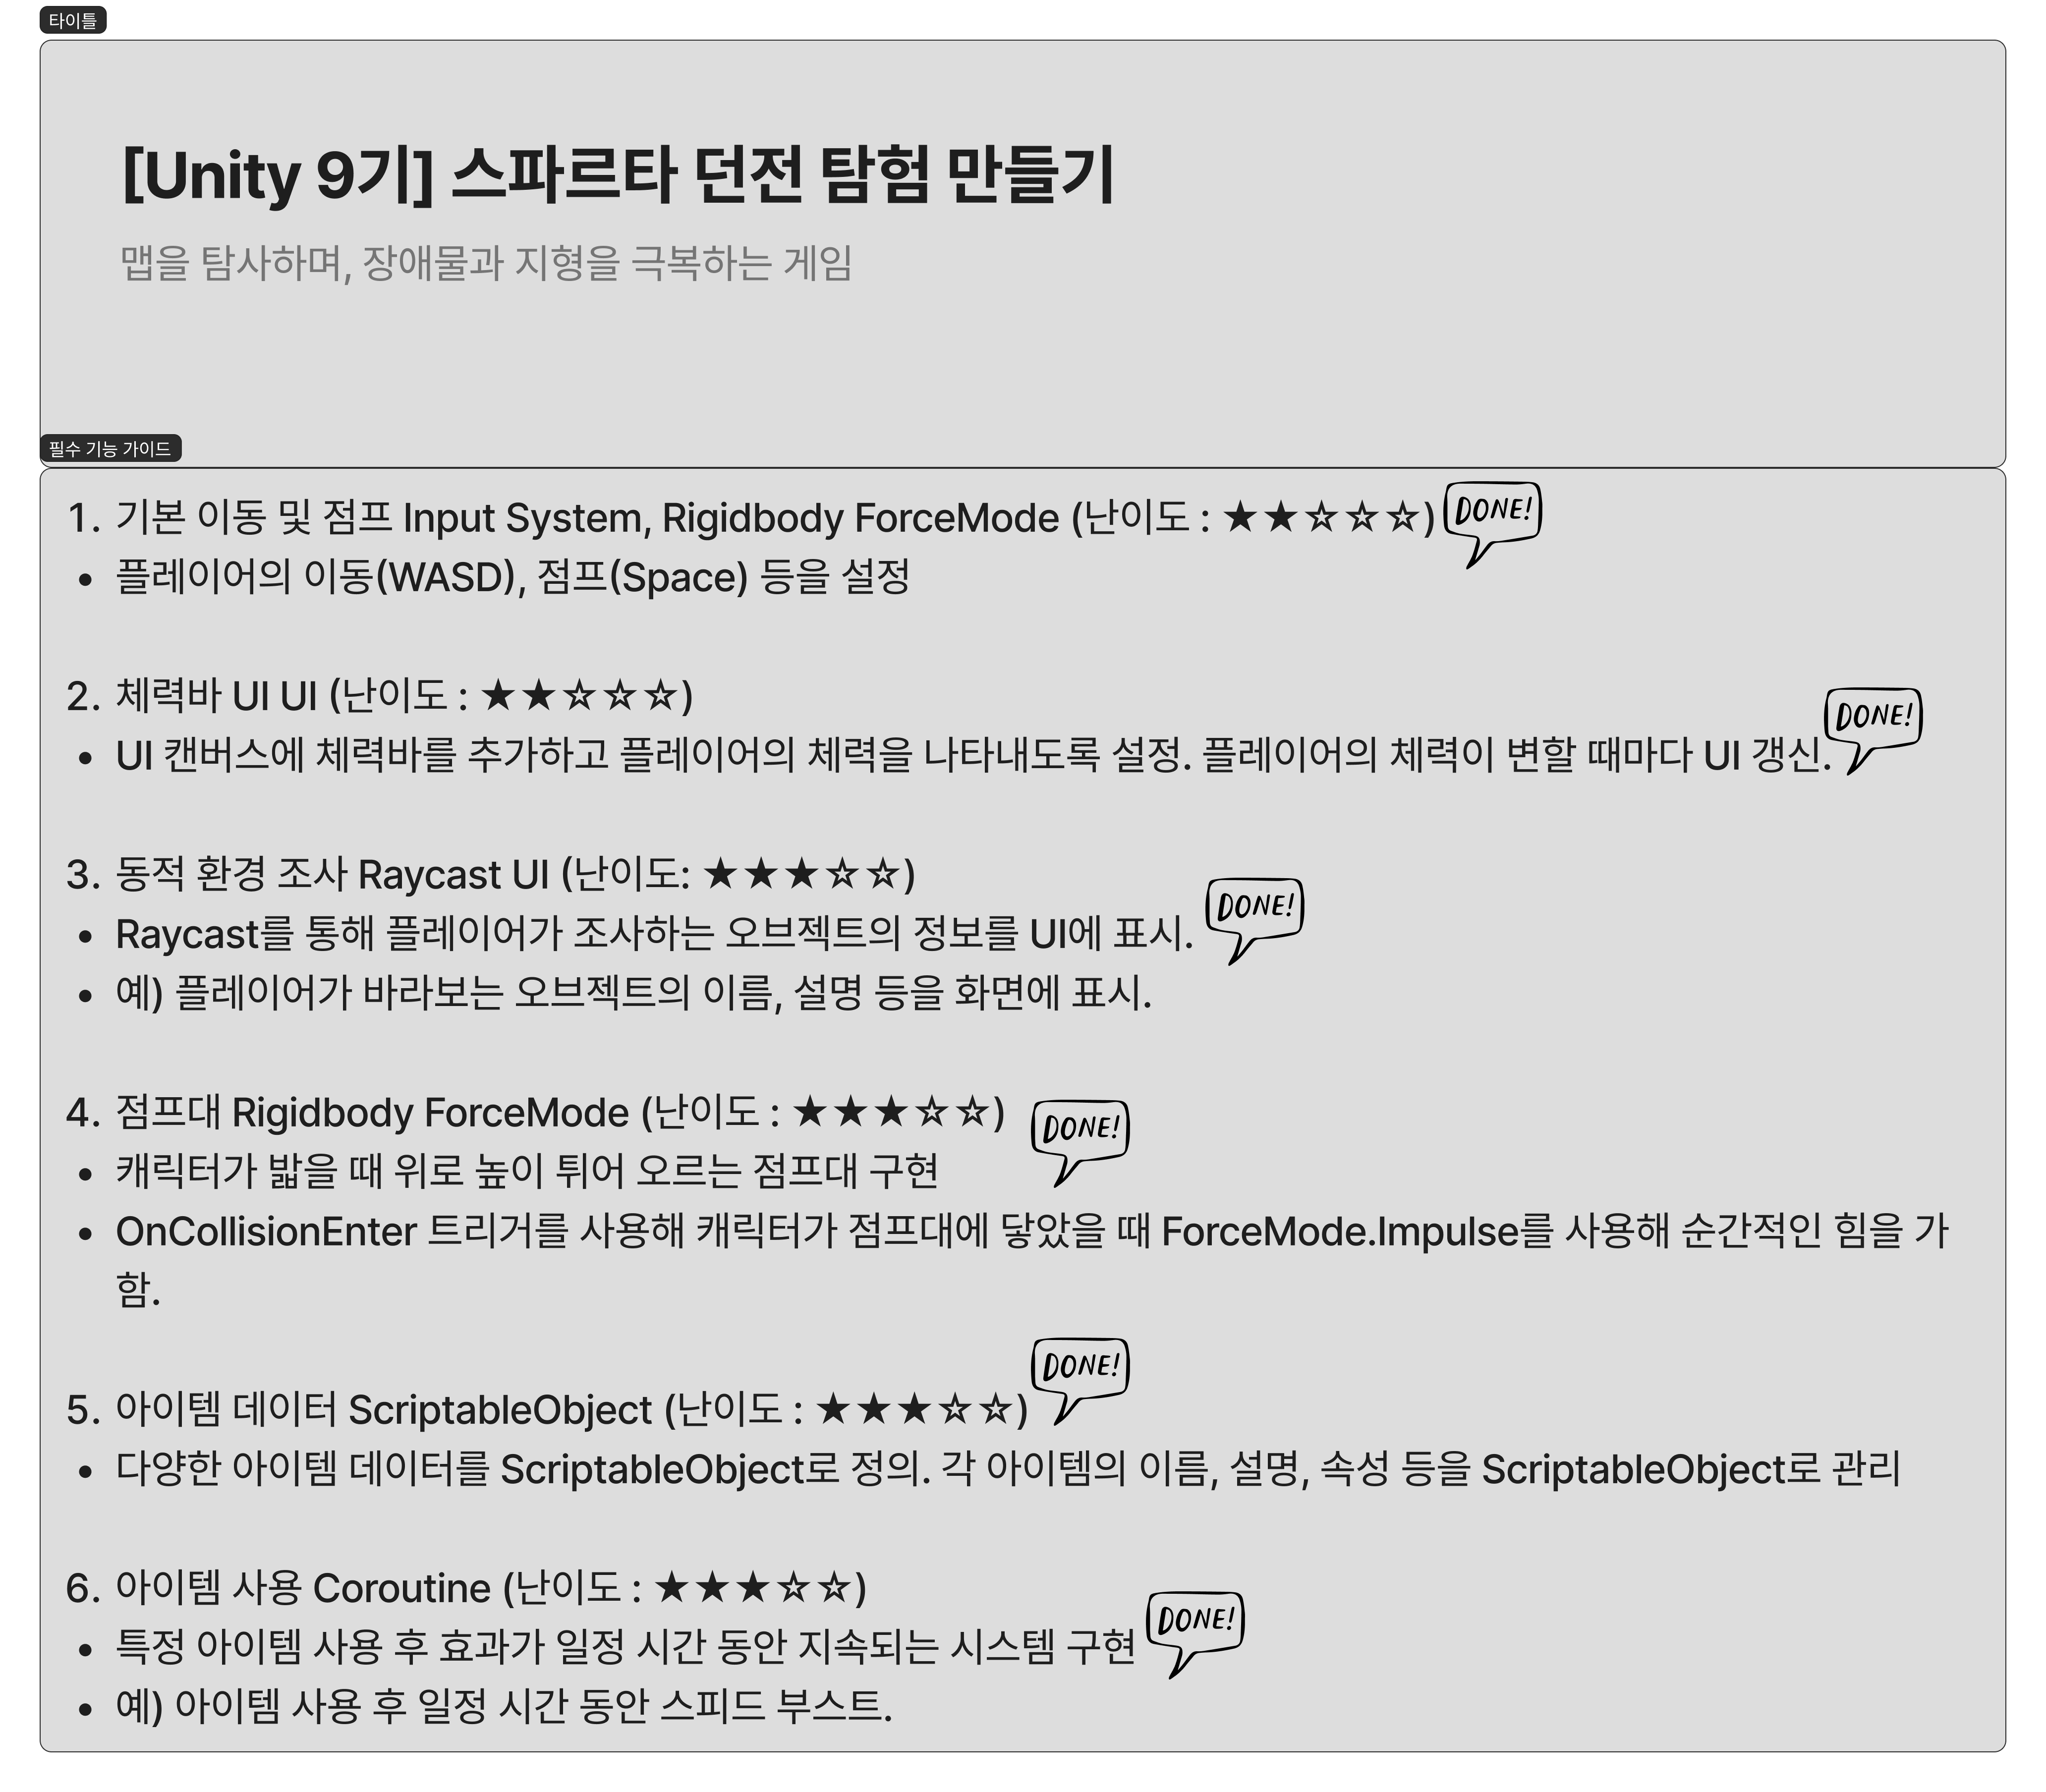 타이틀
[Unity 9기] 스파르타 던전 탐험 만들기
맵을 탐사하며, 장애물과 지형을 극복하는 게임
필수 기능 가이드
1. 기본 이동 및 점프 Input System, Rigidbody ForceMode (난이도 : ★★☆☆☆) DONE!
• 플레이어의 이동(WASD), 점프(Space) 등을 설정
2. 체력바 UI UI (난이도 : ★★☆☆☆)
DONE!
• UI 캔버스에 체력바를 추가하고 플레이어의 체력을 나타내도록 설정. 플레이어의 체력이 변할 때마다 UI 갱신.
3. 동적 환경 조사 Raycast UI (난이도: ★★★☆☆)
DONE!
• Raycast를 통해 플레이어가 조사하는 오브젝트의 정보를 UI에 표시.
• 예) 플레이어가 바라보는 오브젝트의 이름, 설명 등을 화면에 표시.
4. 점프대 Rigidbody ForceMode (난이도 : ★★★☆☆)
DONE!
• 캐릭터가 밟을 때 위로 높이 튀어 오르는 점프대 구현
• OnCollisionEnter 트리거를 사용해 캐릭터가 점프대에 닿았을 때 ForceMode.Impulse를 사용해 순간적인 힘을 가
함.
DONE!
5. 아이템 데이터 ScriptableObject (난이도 : ★★★☆☆)
• 다양한 아이템 데이터를 ScriptableObject로 정의. 각 아이템의 이름, 설명, 속성 등을 ScriptableObject로 관리
6. 아이템 사용 Coroutine (난이도 : ★★★☆☆)
DONE!
• 특정 아이템 사용 후 효과가 일정 시간 동안 지속되는 시스템 구현
• 예) 아이템 사용 후 일정 시간 동안 스피드 부스트.